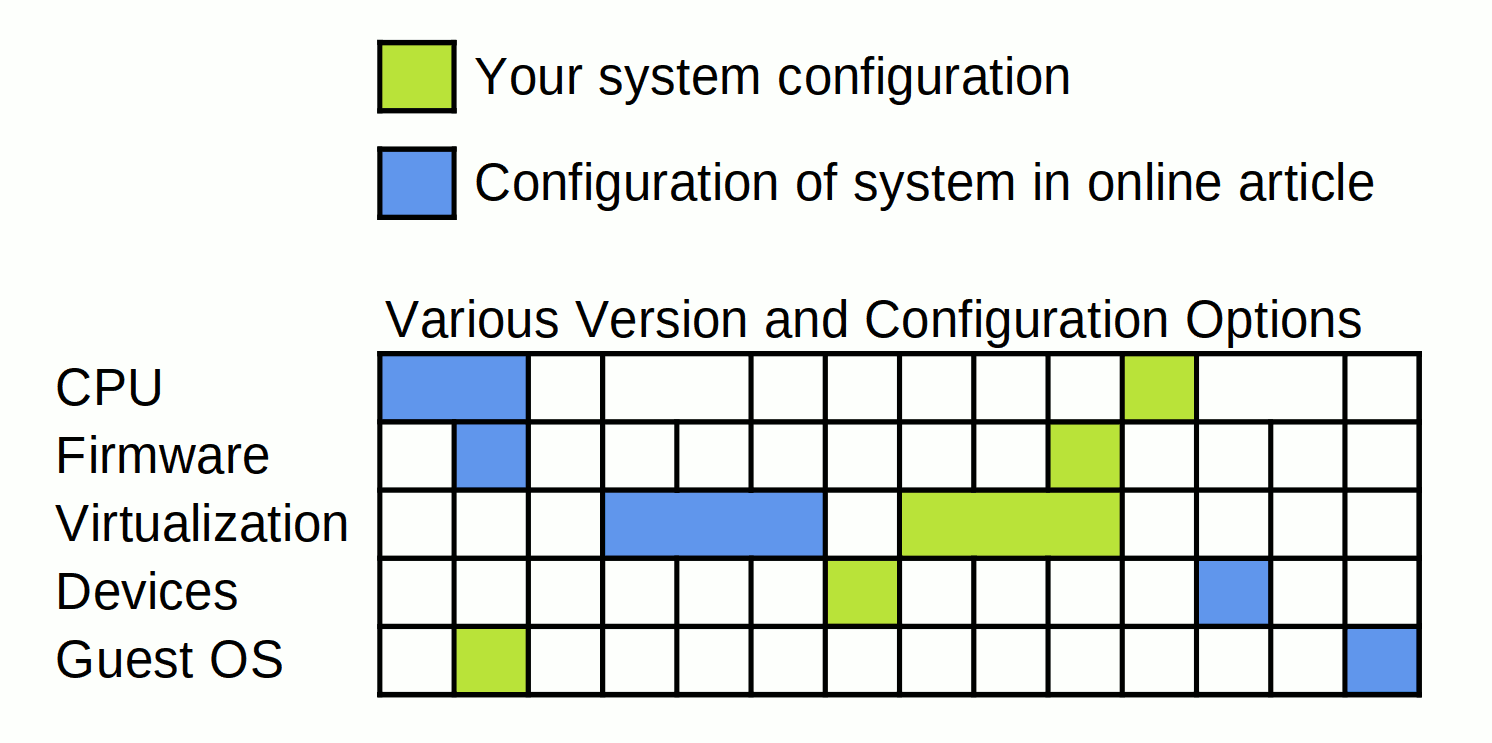 Your system configuration
Configuration of system in online article
Various Version and Configuration Options
CPU
Firmware
Virtualization
Devices
Guest OS